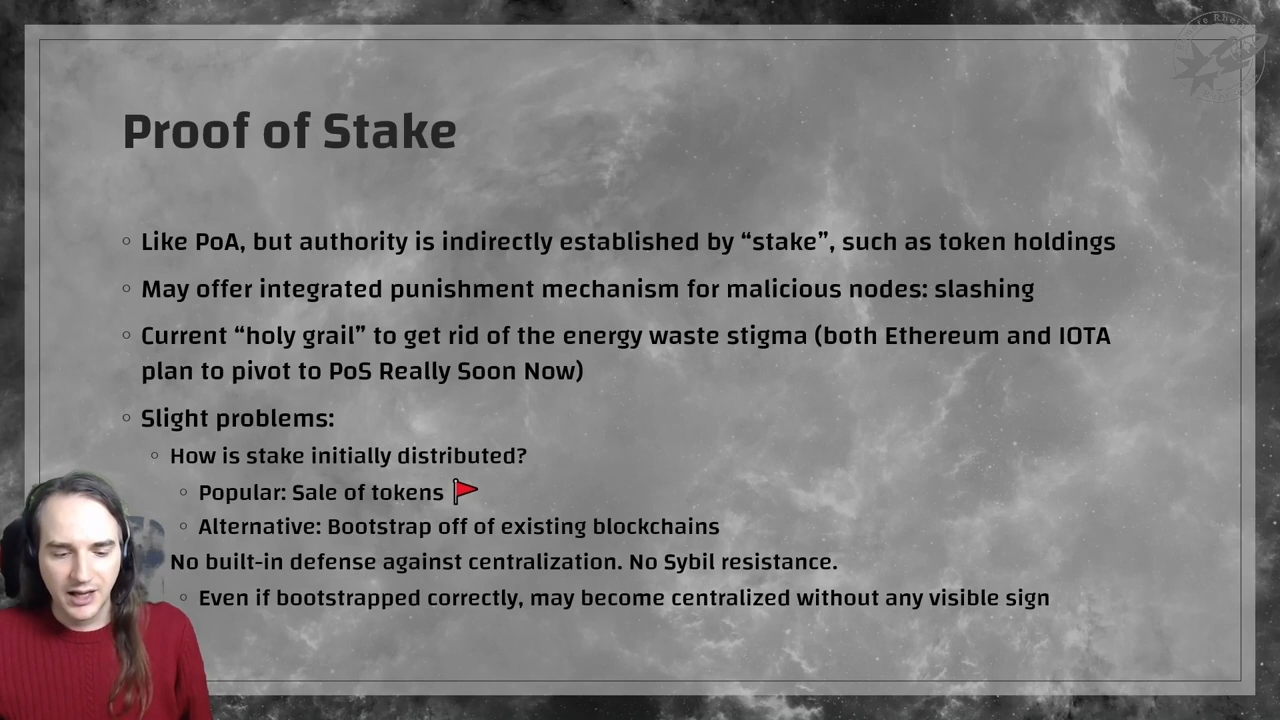 Proof of Stake
Like PoA, but authority is indirectly established by “stake”, such as token holdings
May offer integrated punishment mechanism for malicious nodes: slashing
Current “holy grail” to get rid of the energy waste stigma (both Ethereum and IOTA
plan to pivot to PoS Really Soon Now)
Slight problems:
How is stake initially distributed?
Popular: Sale of tokens
Alternative: Bootstrap off of existing blockchains
No built-in defense against centralization. No Sybil resistance.
Even if bootstrapped correctly, may become centralized without any visible sign